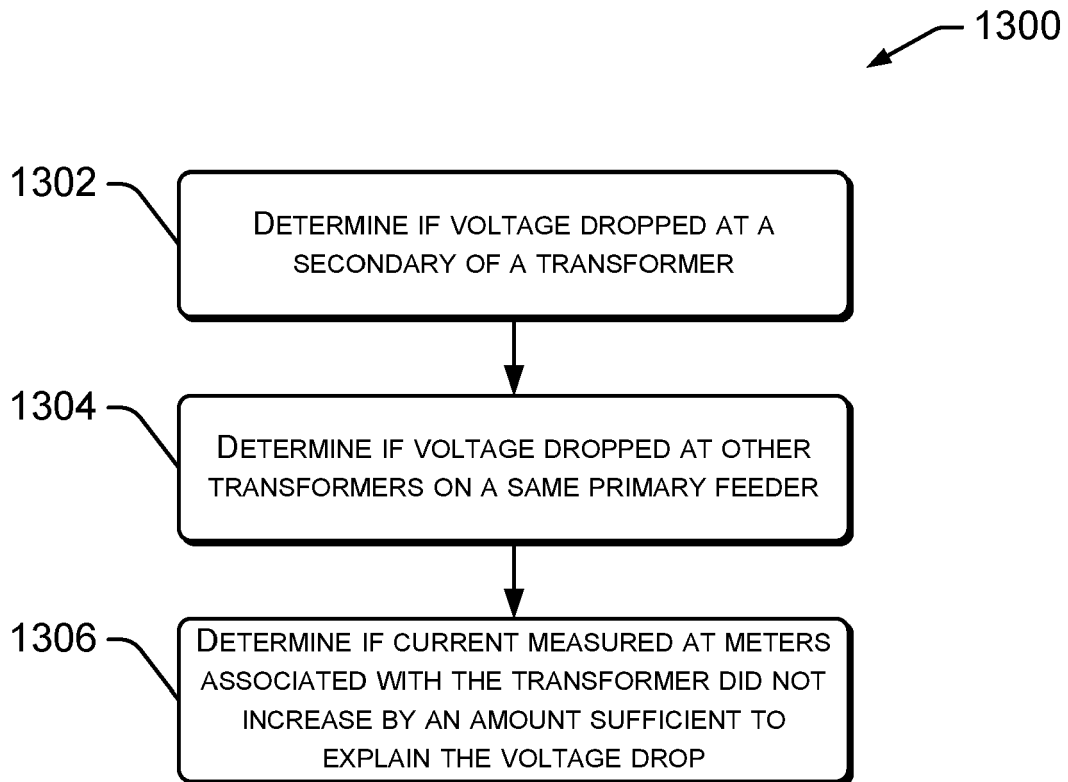 1300
1302
DETERMINE IF VOLTAGE DROPPED AT A
SECONDARY OF A TRANSFORMER
1304
DETERMINE IF VOLTAGE DROPPED AT OTHER
TRANSFORMERS ON A SAME PRIMARY FEEDER
1306
DETERMINE IF CURRENT MEASURED AT METERS
ASSOCIATED WITH THE TRANSFORMER DID NOT
INCREASE BY AN AMOUNT SUFFICIENT TO
EXPLAIN THE VOLTAGE DROP